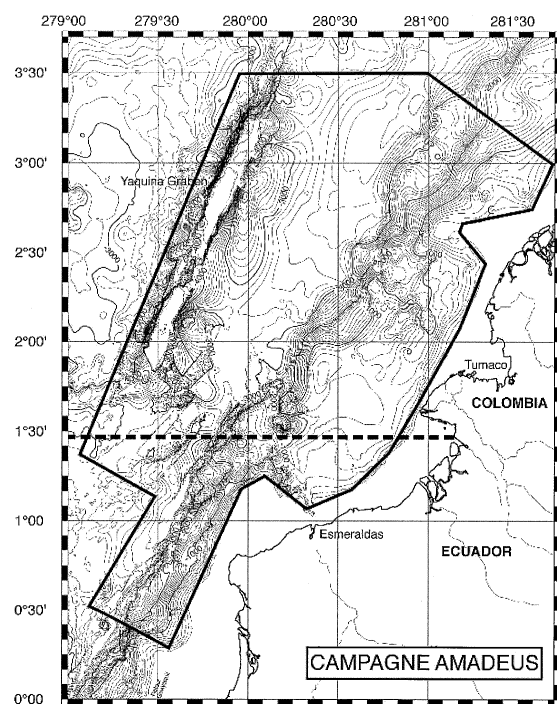 279°00 279°30 280°00 280°30 281°00 281°30'
3°30'
3°00
Yaquina Graben
2°30'
2°00
Tumaco
COLOMBIA
1°30'
1°00
Esmeraldas
ECUADOR
0°30'
CAMPAGNE AMADEUS
0°00